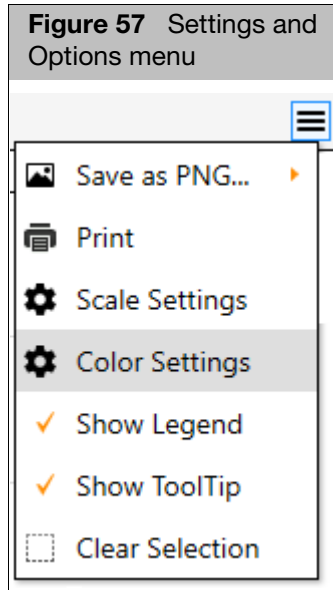 Figure 57 Settings and
Options menu
Save as PNG...
Print
Scale Settings
Color Settings
Show Legend
Show ToolTip
Clear Selection